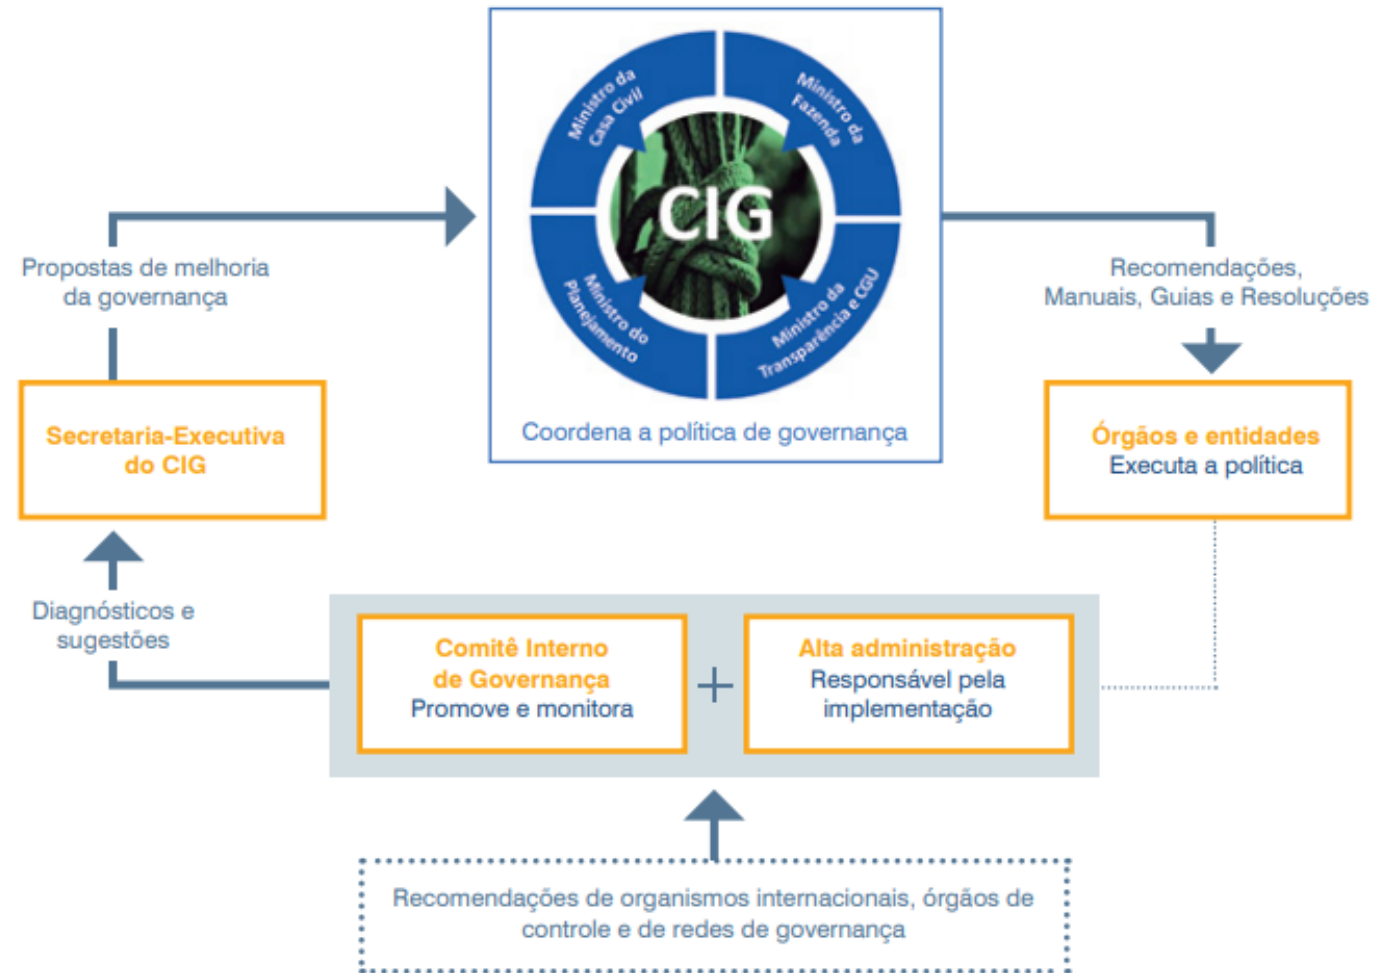 Ministro da
Casa Civil
Ministro da
Fazenda
CIG
Ministro do
Planejamento
Ministro da
Transparência e CGU
Coordena a política de governança
Propostas de melhoria
da governança
Recomendações,
Manuais, Guias e Resoluções
Secretaria-Executiva
do CIG
Órgãos e entidades
Executa a política
Diagnósticos e
sugestões
Comitê Interno
de Governança
Promove e monitora
+
Alta administração
Responsável pela
implementação
Recomendações de organismos internacionais, órgãos de
controle e de redes de governança